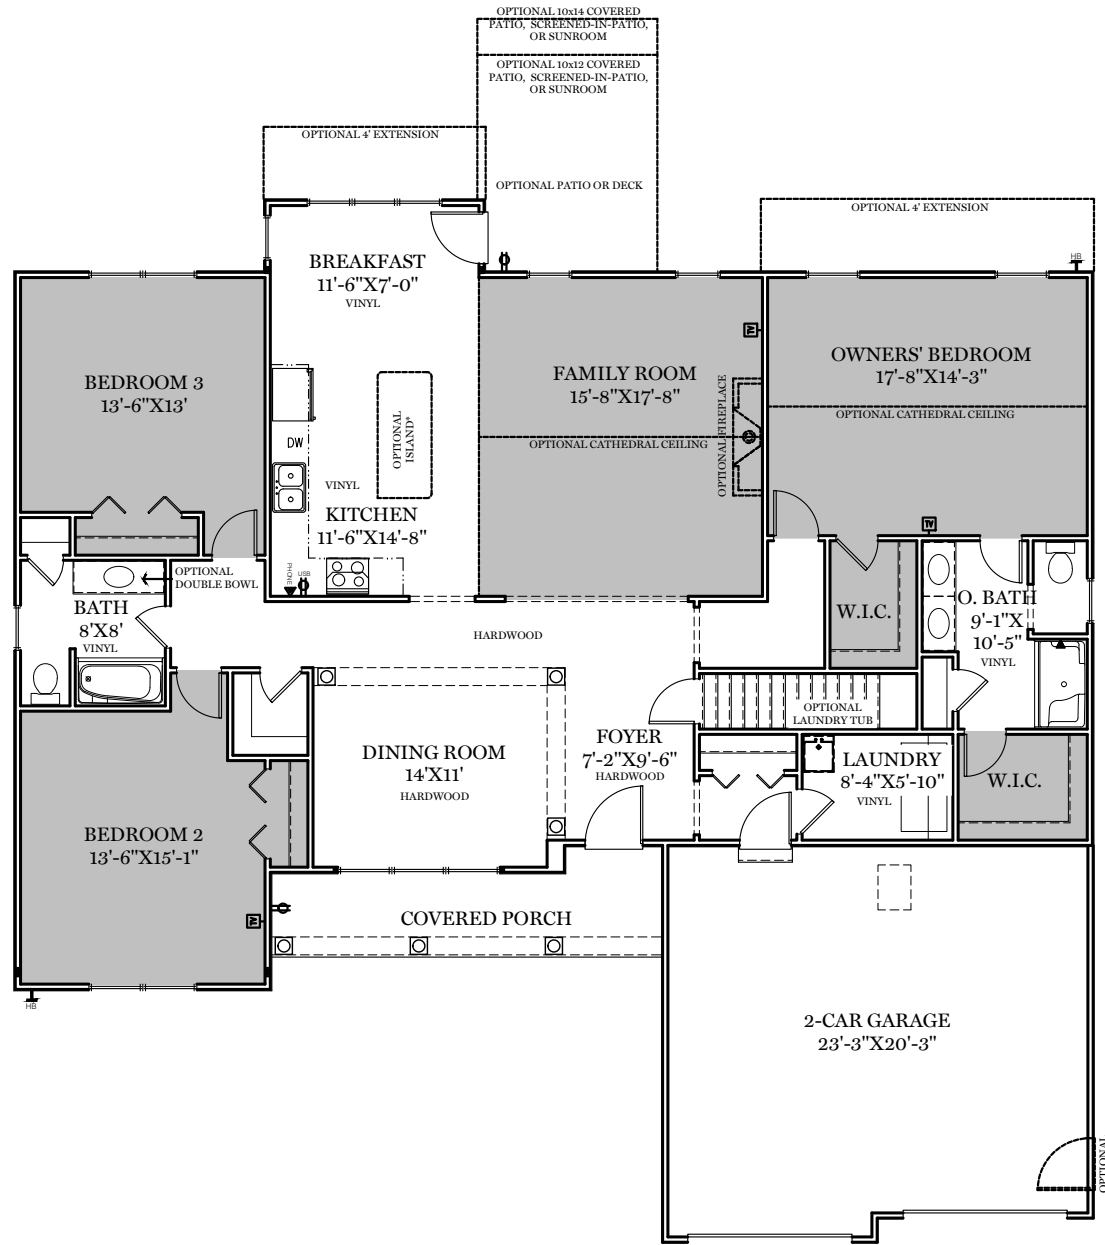 OPTIONAL 10x14 COVERED
PATIO, SCREENED-IN-PATIO,
OR SUNROOM
OPTIONAL 10x12 COVERED
PATIO, SCREENED-IN-PATIO,
OR SUNROOM
OPTIONAL 4' EXTENSION
OPTIONAL PATIO OR DECK
OPTIONAL 4' EXTENSION
HB
BREAKFAST
11'-6"X7'-0"
VINYL
TV
BEDROOM 3
13'-6"X13'
FAMILY ROOM
15'-8"X17'-8"
OWNERS' BEDROOM
17'-8"X14'-3"
OPTIONAL FIREPLACE
OPTIONAL CATHEDRAL CEILING
OPTIONAL
ISLAND*
DW
OPTIONAL CATHEDRAL CEILING
VINYL
KITCHEN
11'-6"X14'-8"
TV
PHONE
USB
OPTIONAL
DOUBLE BOWL
BATH
8'X8'
VINYL
HARDWOOD
W.I.C.
O. BATH
9'-1"X
10'-5"
VINYL
OPTIONAL
LAUNDRY TUB
DINING ROOM
14'X11'
HARDWOOD
FOYER
7'-2"X9'-6"
HARDWOOD
LAUNDRY
8'-4"X5'-10"
VINYL
W.I.C.
BEDROOM 2
13'-6"X15'-1"
TV
COVERED PORCH
HB
2-CAR GARAGE
23'-3"X20'-3"
OPTIONAL